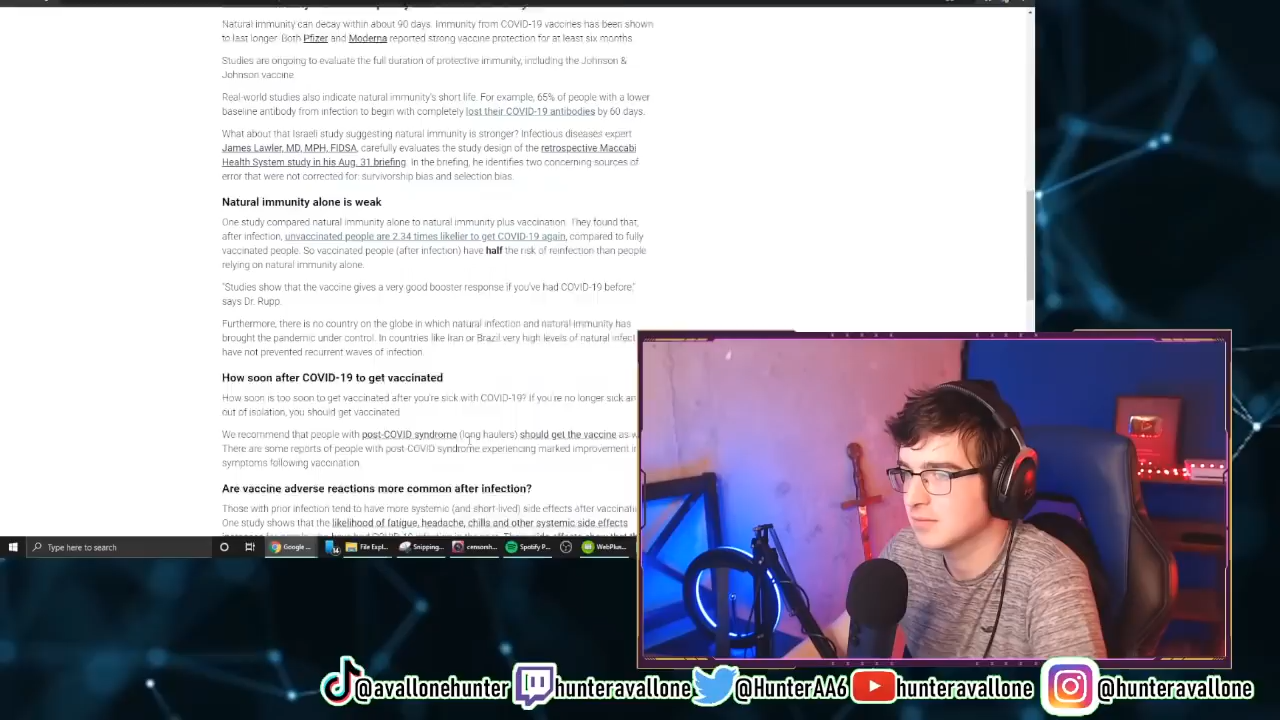 Natural immunity can decay within about 90 days. Immunity from COVID-19 vaccines has been shown
to last longer. Both Pfizer and Moderna reported strong vaccine protection for at least six months.
Studies are ongoing to evaluate the full duration of protective immunity, including the Johnson &
Johnson vaccine
Real-world studies also indicate natural immunity's short life. For example, 65% of people with a lower
baseline antibody from infection to begin with completely lost their COVID-19 antibodies by 60 days.
What about that Israeli study suggesting natural immunity is stronger? Infectious diseases expert
James Lawler, MD, MPH, FIDSA, carefully evaluates the study design of the retrospective Maccabi
Health System study in his Aug. 31 briefing. In the briefing, he identifies two concerning sources of
error that were not corrected for: survivorship bias and selection bias.
Natural immunity alone is weak
One study compared natural immunity alone to natural immunity plus vaccination. They found that,
after infection, unvaccinated people are 2.34 times likelier to get COVID-19 again, compared to fully
vaccinated people. So vaccinated people (after infection) have half the risk of reinfection than people
relying on natural immunity alone.
"Studies show that the vaccine gives a very good booster response if you've had COVID-19 before,"
says Dr. Rupp.
Furthermore, there is no country on the globe in which natural infection and natural immunity has
brought the pandemic under control. In countries like Iran or Brazil very high levels of natural infect
have not prevented recurrent waves of infection.
How soon after COVID-19 to get vaccinated
How soon is too soon to get vaccinated after you're sick with COVID-19? If you're no longer sick an
out of isolation, you should get vaccinated
We recommend that people with post-COVID syndrome (long haulers) should get the vaccine as w
There are some reports of people with post-COVID syndrome experiencing marked improvement i
symptoms following vaccination.
Are vaccine adverse reactions more common after infection?
Those with prior infection tend to have more systemic (and short-lived) side effects after vaccinati
One study shows that the likelihood of fatigue, headache, chills and other systemic side effects
Type here to search
Google ...
File Expl...
Snipping...
censorsh...
Spotify P...
WebPlus...
@avallonehunter
hunteravallone
@HunterAA6
hunteravallone
@hunteravallone